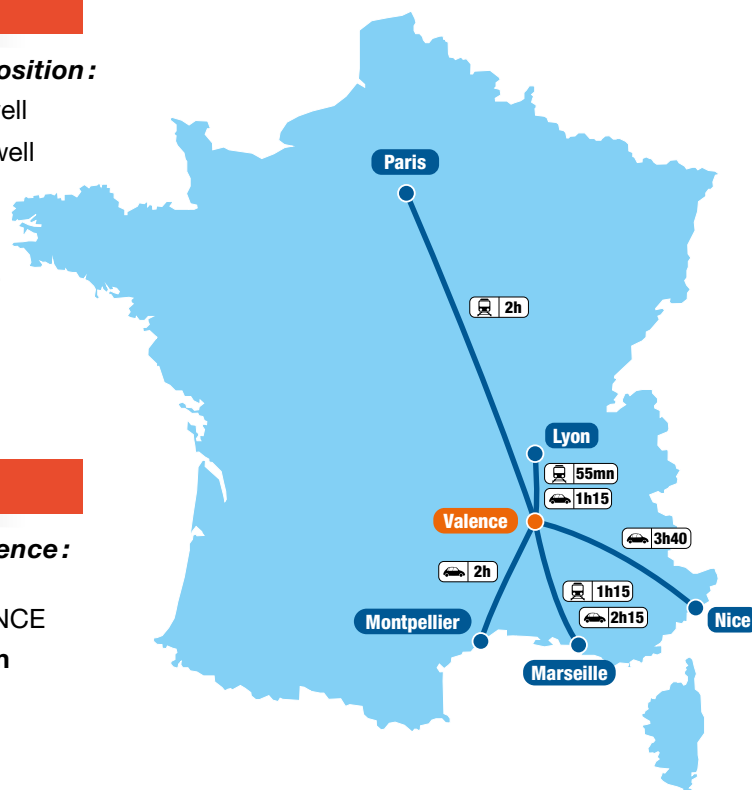 osition :
ell
well
ence :
NCE
n
Paris
2h
Lyon
55mn
1h15
Valence
3h40
2h
1h15
2h15
Montpellier
Nice
Marseille